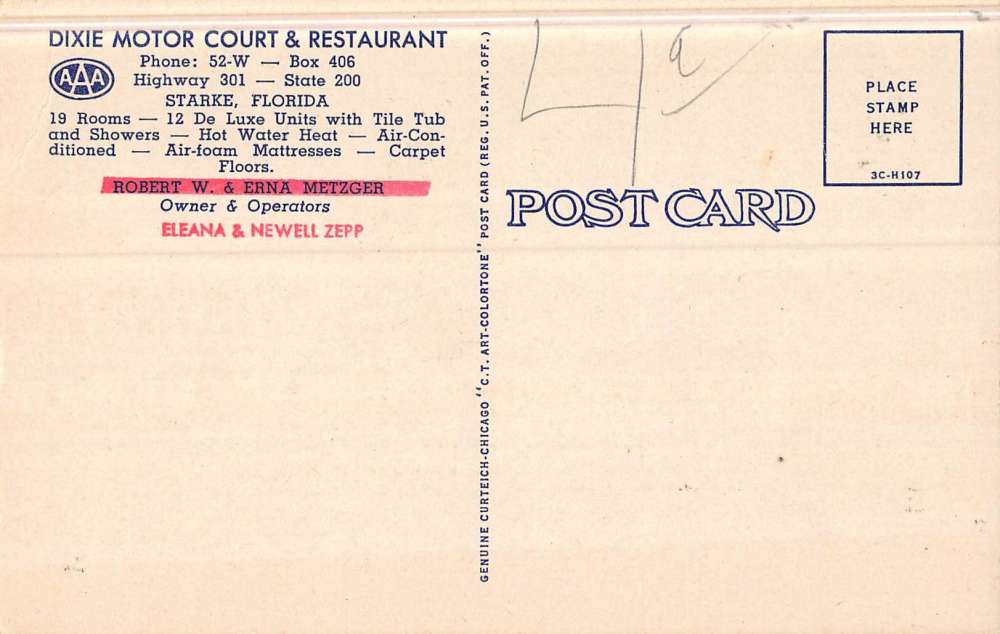 DIXIE MOTOR COURT & RESTAURANT
AAA
Phone: 52-W — Box 406
Highway 301 — State 200
STARKE, FLORIDA
19 Rooms — 12 De Luxe Units with Tile Tub
and Showers — Hot Water Heat — Air-Con-
ditioned — Air-foam Mattresses — Carpet
Floors.
ROBERT W. & ERNA METZGER
Owner & Operators
ELEANA & NEWELL ZEPP
GENUINE CURTEICH-CHICAGO "C.T. ART-COLORTONE" POST CARD (REG. U.S. PAT. OFF.)
POST CARD
PLACE
STAMP
HERE
3C-H107